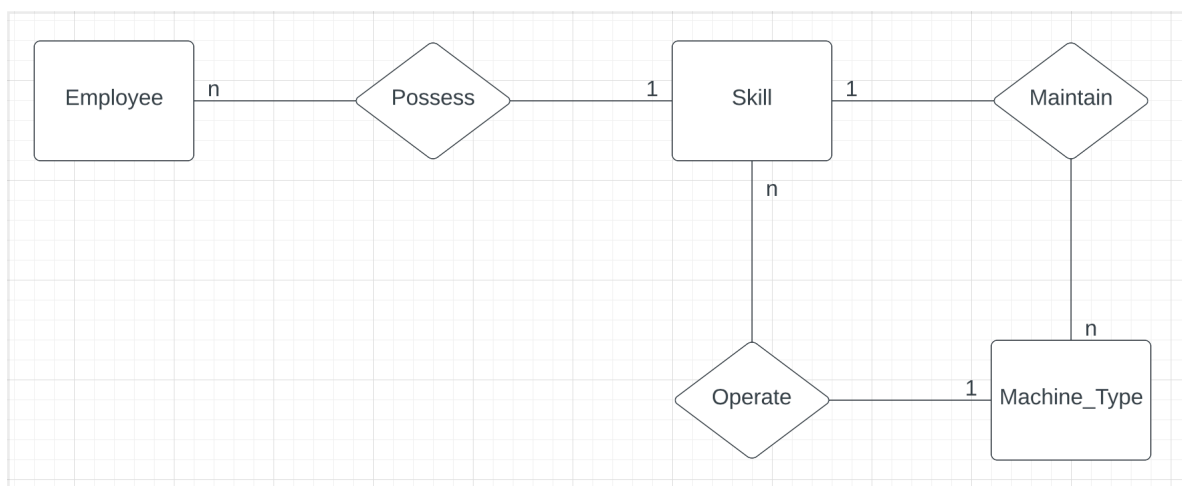 Employee
n
Possess
1
Skill
1
Maintain
n
n
Operate
1
Machine_Type